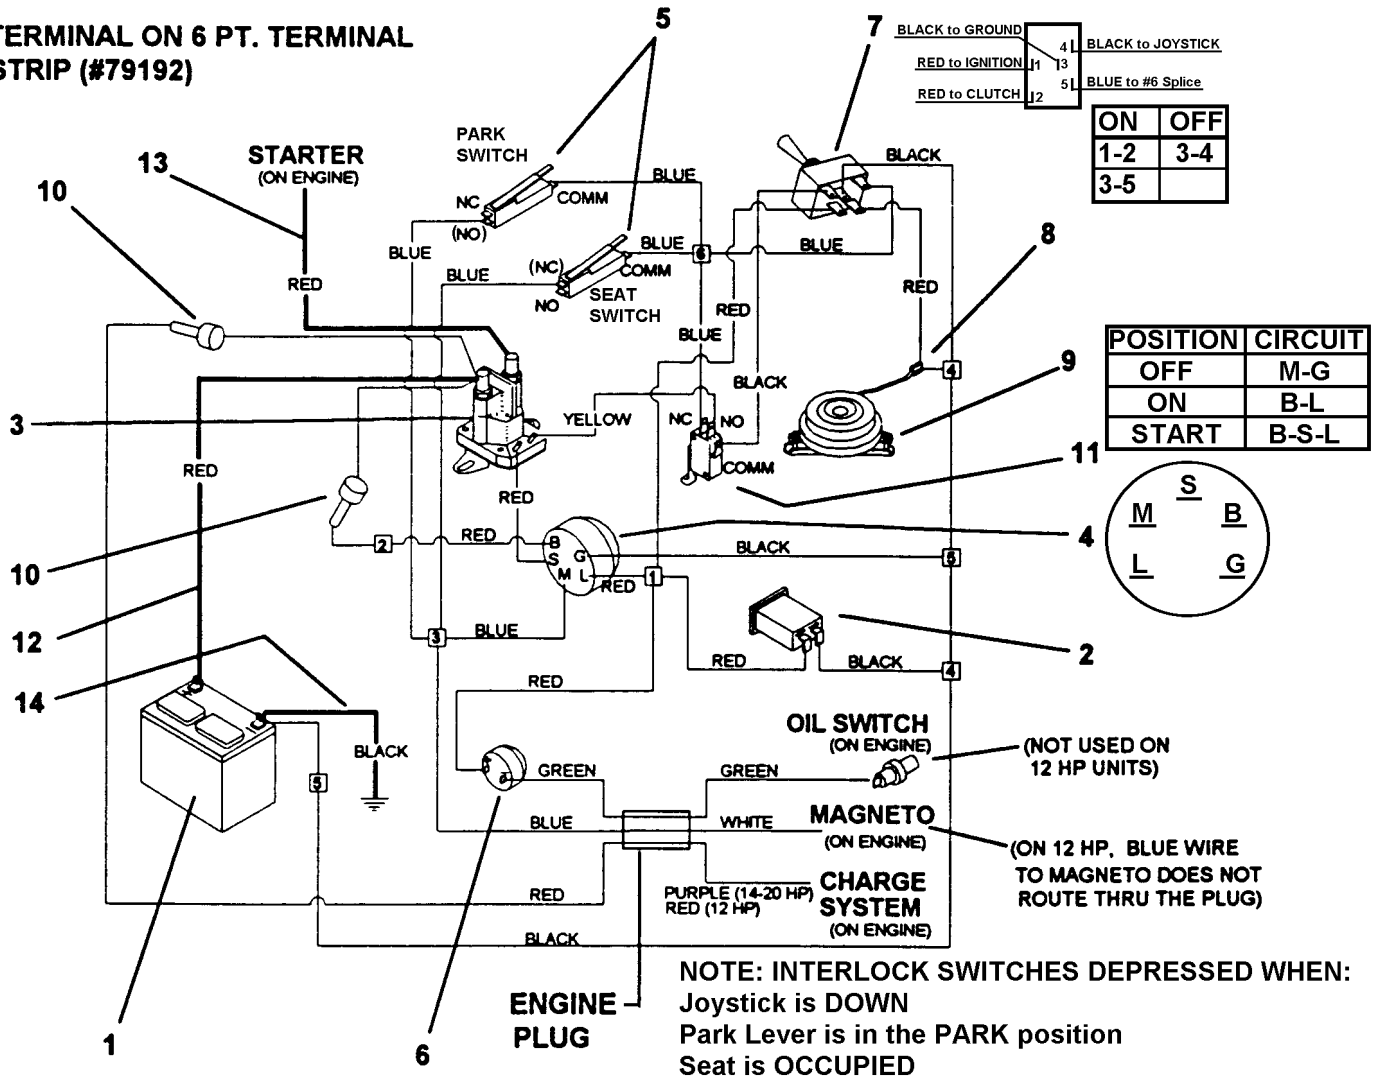 TERMINAL ON 6 PT. TERMINAL
STRIP (#79192)
5
7
BLACK to GROUND
4
BLACK to JOYSTICK
RED to IGNITION
1
3
5
BLUE to #6 Splice
RED to CLUTCH
2
ON OFF
1-2 3-4
3-5
PARK
SWITCH
STARTER
(ON ENGINE)
13
10
BLACK
BLUE
NC
COMM
(NO)
BLUE
BLUE
BLUE
6
BLUE
8
(NC)
COMM
BLUE
NO
SEAT
SWITCH
RED
RED
RED
BLUE
POSITION CIRCUIT
OFF M-G
ON B-L
START B-S-L
4
9
BLACK
3
YELLOW
NC
NO
11
COMM
RED
RED
S
M
B
L
G
10
2
RED
B
S
G
M
L
RED
BLACK
5
4
1
12
3
BLUE
2
RED
BLACK
4
14
RED
BLACK
OIL SWITCH
(ON ENGINE)
(NOT USED ON
12 HP UNITS)
5
GREEN
GREEN
MAGNETO
(ON ENGINE)
BLUE
WHITE
(ON 12 HP, BLUE WIRE
TO MAGNETO DOES NOT
ROUTE THRU THE PLUG)
RED
PURPLE (14-20 HP)
RED (12 HP)
CHARGE
SYSTEM
(ON ENGINE)
BLACK
ENGINE
PLUG
1
6
NOTE: INTERLOCK SWITCHES DEPRESSED WHEN:
Joystick is DOWN
Park Lever is in the PARK position
Seat is OCCUPIED